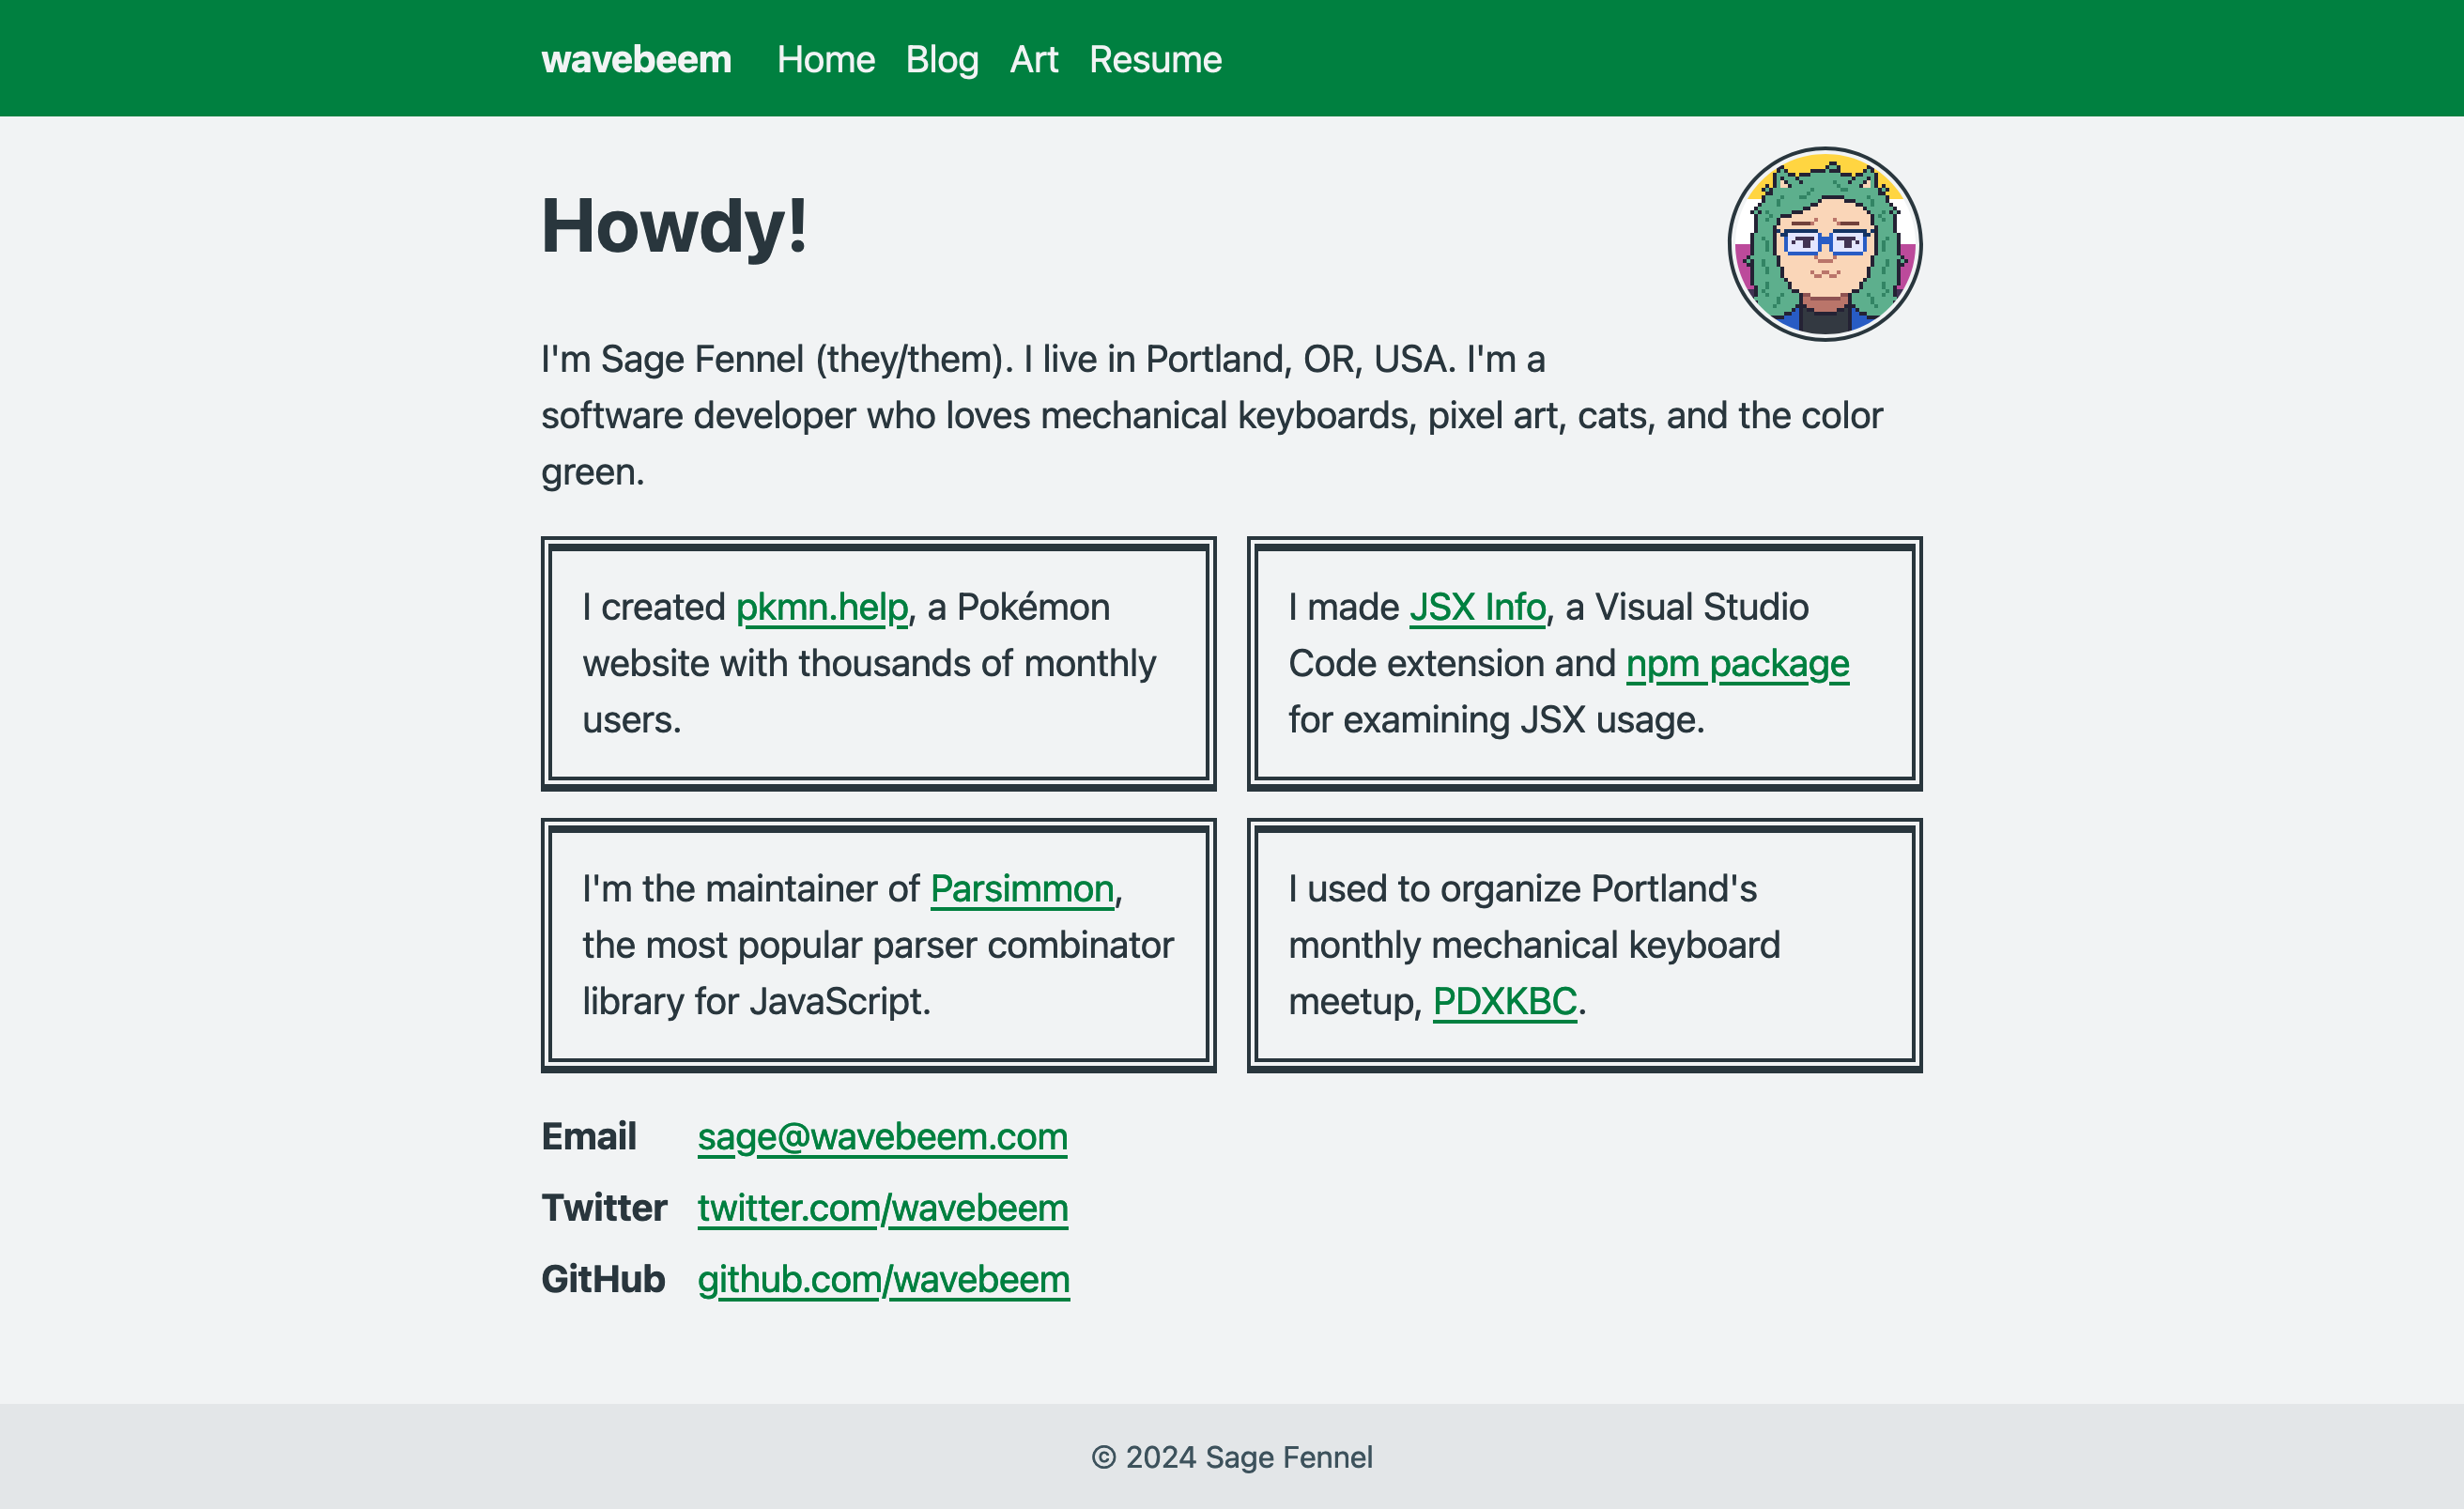 wavebeem Home Blog Art Resume
Howdy!
I'm Sage Fennel (they/them). I live in Portland, OR, USA. I'm a
software developer who loves mechanical keyboards, pixel art, cats, and the color
green.
I created pkmn.help, a Pokémon
website with thousands of monthly
users.
I made JSX Info, a Visual Studio
Code extension and npm package
for examining JSX usage.
I'm the maintainer of Parsimmon,
the most popular parser combinator
library for JavaScript.
I used to organize Portland's
monthly mechanical keyboard
meetup, PDXKBC.
Email sage@wavebeem.com
Twitter twitter.com/wavebeem
GitHub github.com/wavebeem
© 2024 Sage Fennel